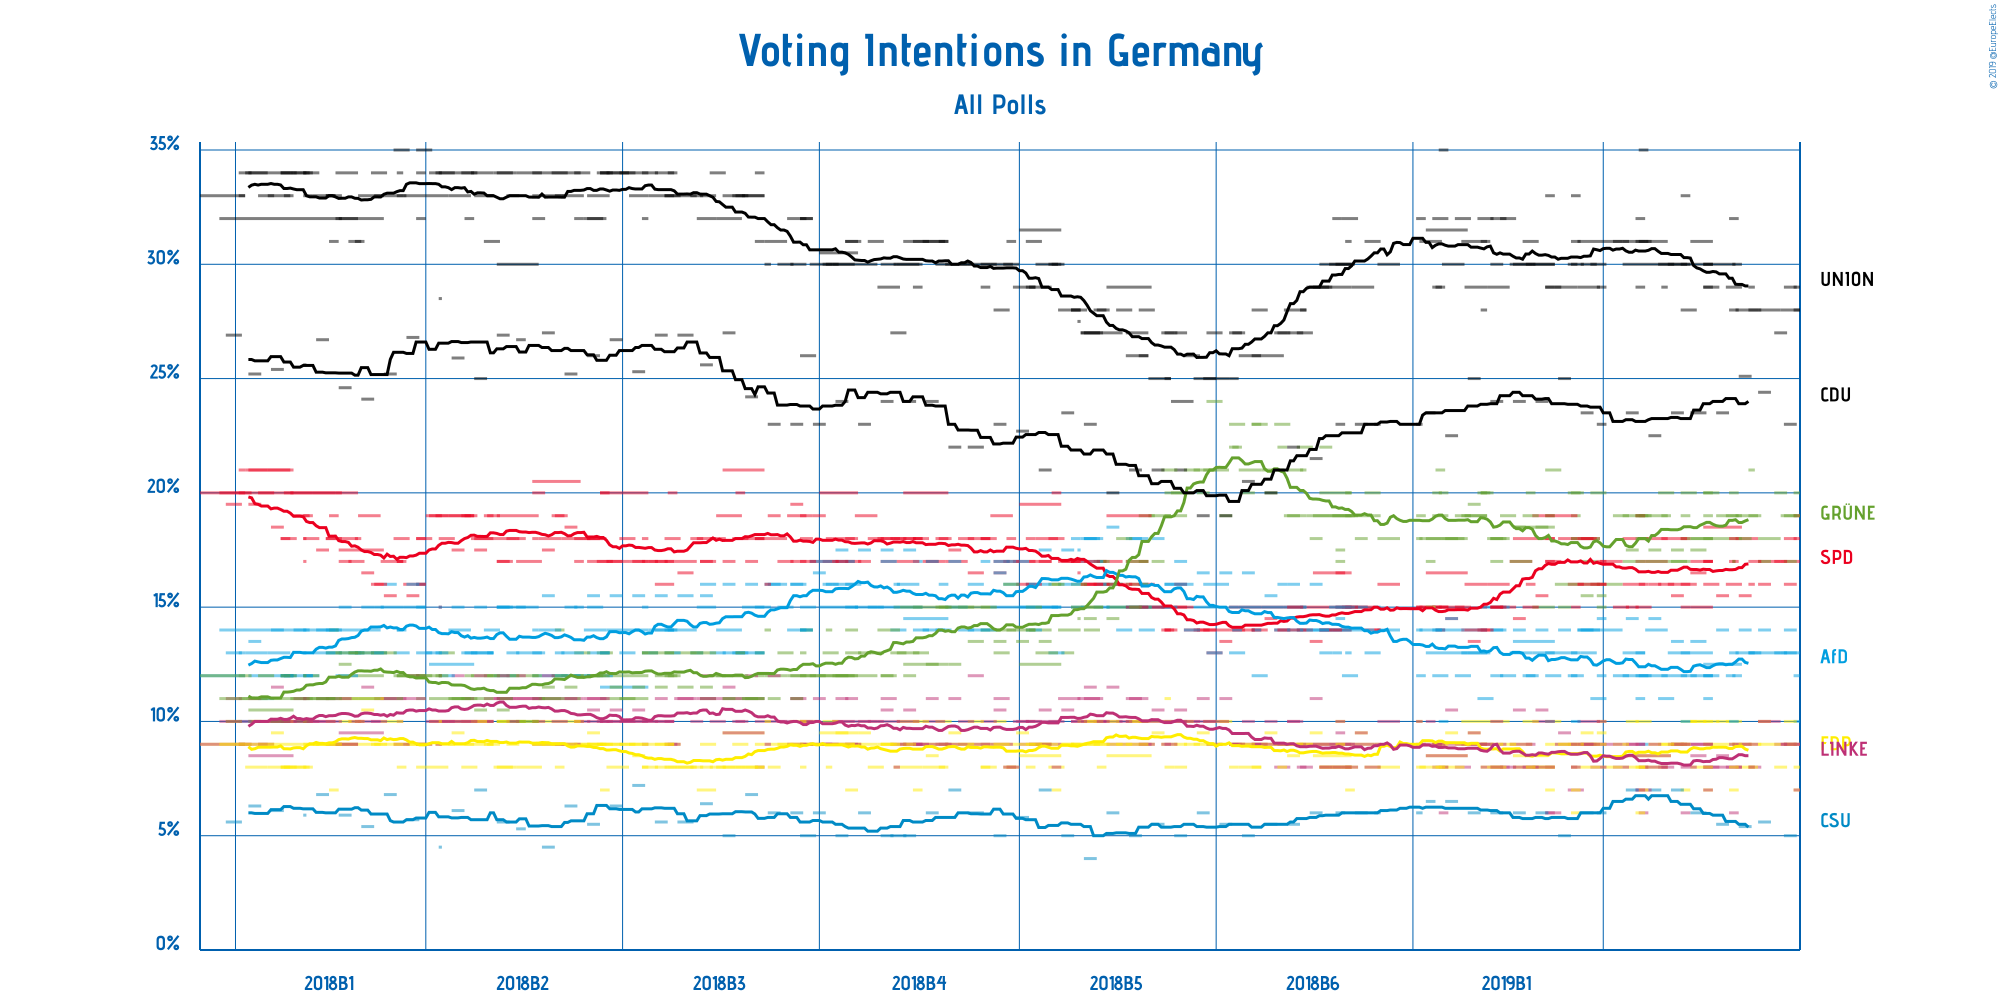 Voting Intentions in Germany
All Polls
© 2019 @EuropeElects
35%
30%
25%
20%
15%
10%
5%
0%
UNION
CDU
GRÜNE
SPD
AfD
FDP
LINKE
CSU
2018B1
2018B2
2018B3
2018B4
2018B5
2018B6
2019B1